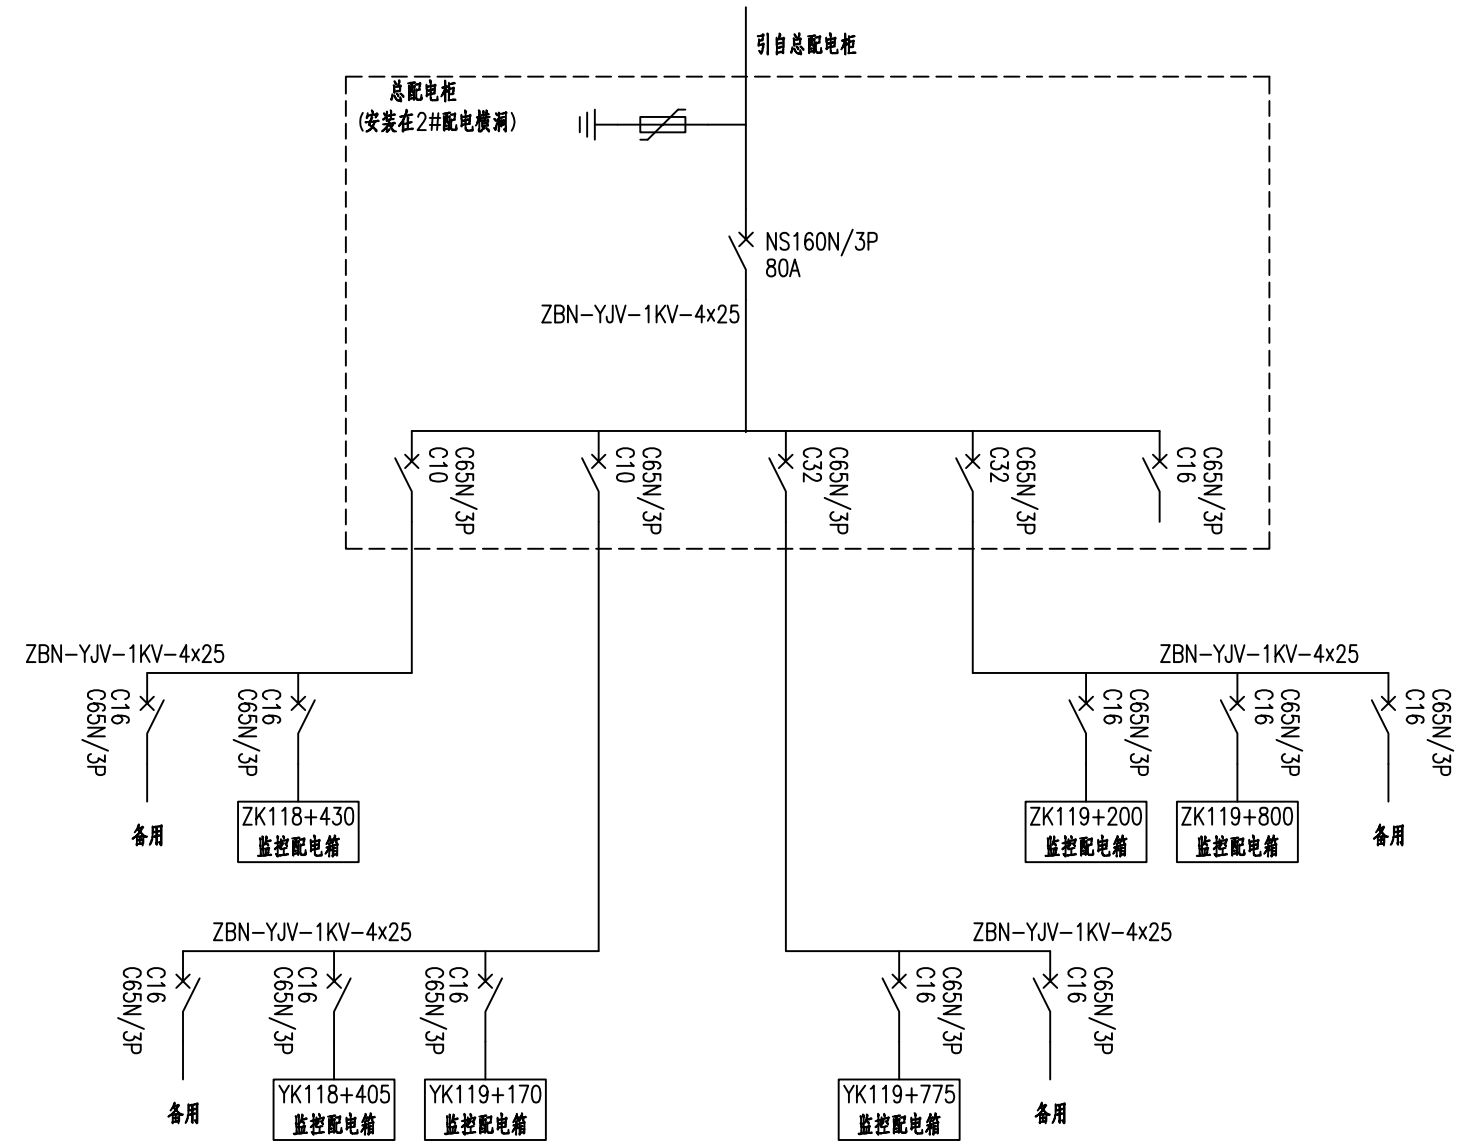 引自总配电柜
总配电柜
(安装在2#配电横洞)
NS160N/3P
80A
ZBN-YJV-1KV-4x25
C65N/3P
C10
C65N/3P
C10
C65N/3P
C32
C65N/3P
C32
C65N/3P
C16
ZBN-YJV-1KV-4x25
C16
C65N/3P
C16
C65N/3P
备用
ZK118+430
监控配电箱
ZBN-YJV-1KV-4x25
C65N/3P
C16
C65N/3P
C16
C65N/3P
C16
ZK119+200
监控配电箱
ZK119+800
监控配电箱
备用
ZBN-YJV-1KV-4x25
C16
C65N/3P
C16
C65N/3P
C16
C65N/3P
备用
YK118+405
监控配电箱
YK119+170
监控配电箱
ZBN-YJV-1KV-4x25
C65N/3P
C16
C65N/3P
C16
YK119+775
监控配电箱
备用